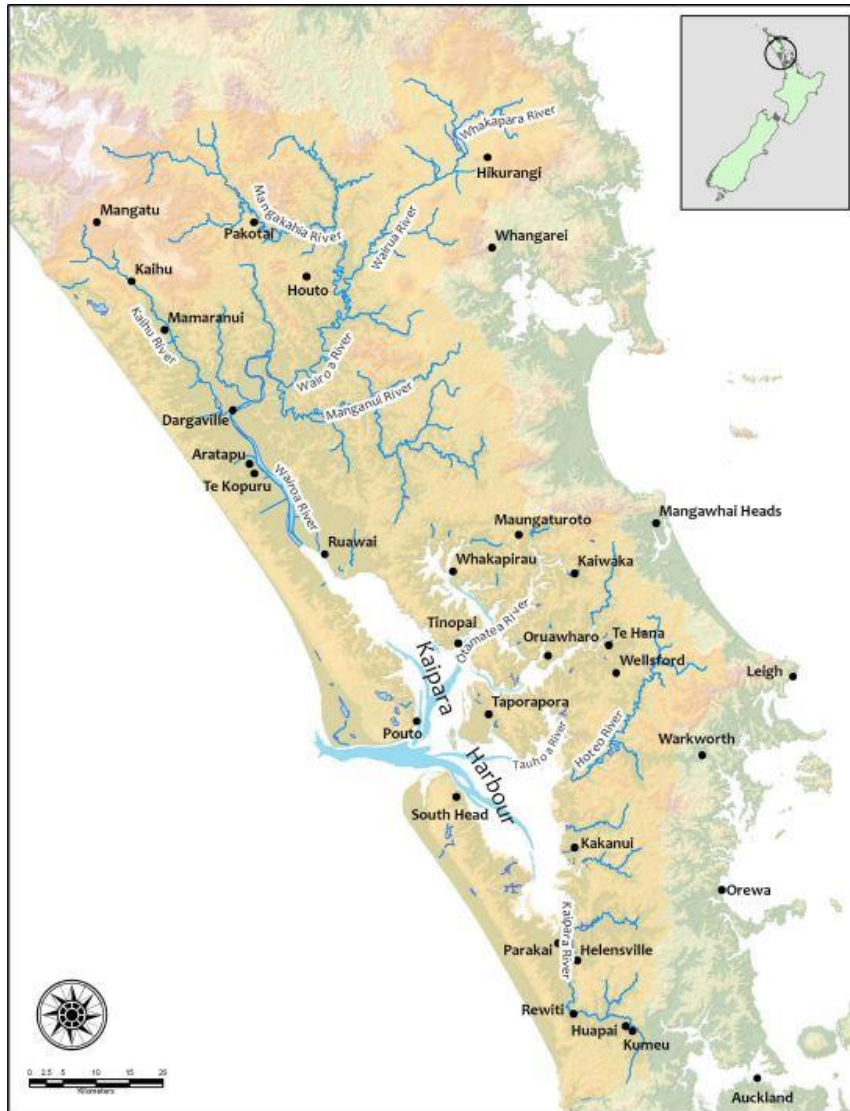 Whakapara River
Hikurangi
Mangatu
Mangakahia River
Pakotai
Wairua River
Whangarei
Kaihu
Houto
Kaihu River
Mamaranui
Wairoa River
Manganui River
Dargaville
Aratapu
Te Kopuru
Wairoa River
Ruawai
Maungaturoto
Mangawhai Heads
Whakapirau
Kaiwaka
Tinopai
Otamatea River
Oruawharo
Te Hana
Wellsford
Leigh
Kaipara
Harbour
Taporapora
Pouto
Tauhoa River
Hoteo River
Warkworth
South Head
Kakanui
Orewa
Kaipara River
Parakai
Helensville
Rewiti
Huapai
Kumeu
0 2.5 5 10 15 20
Kilometers
Auckland